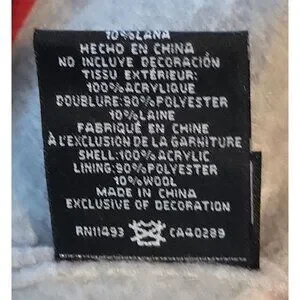 10%LANA
HECHO EN CHINA
NO INCLUYE DECORACIÓN
TISSU EXTÉRIEUR:
100%ACRYLIQUE
DOUBLURE:90%POLYESTER
10%LAINE
FABRIQUÉ EN CHINE
À L'EXCLUSION DE LA GARNITURE
SHELL:100%ACRYLIC
LINING:90%POLYESTER
10%WOOL
MADE IN CHINA
EXCLUSIVE OF DECORATION
RN11493 CA40289